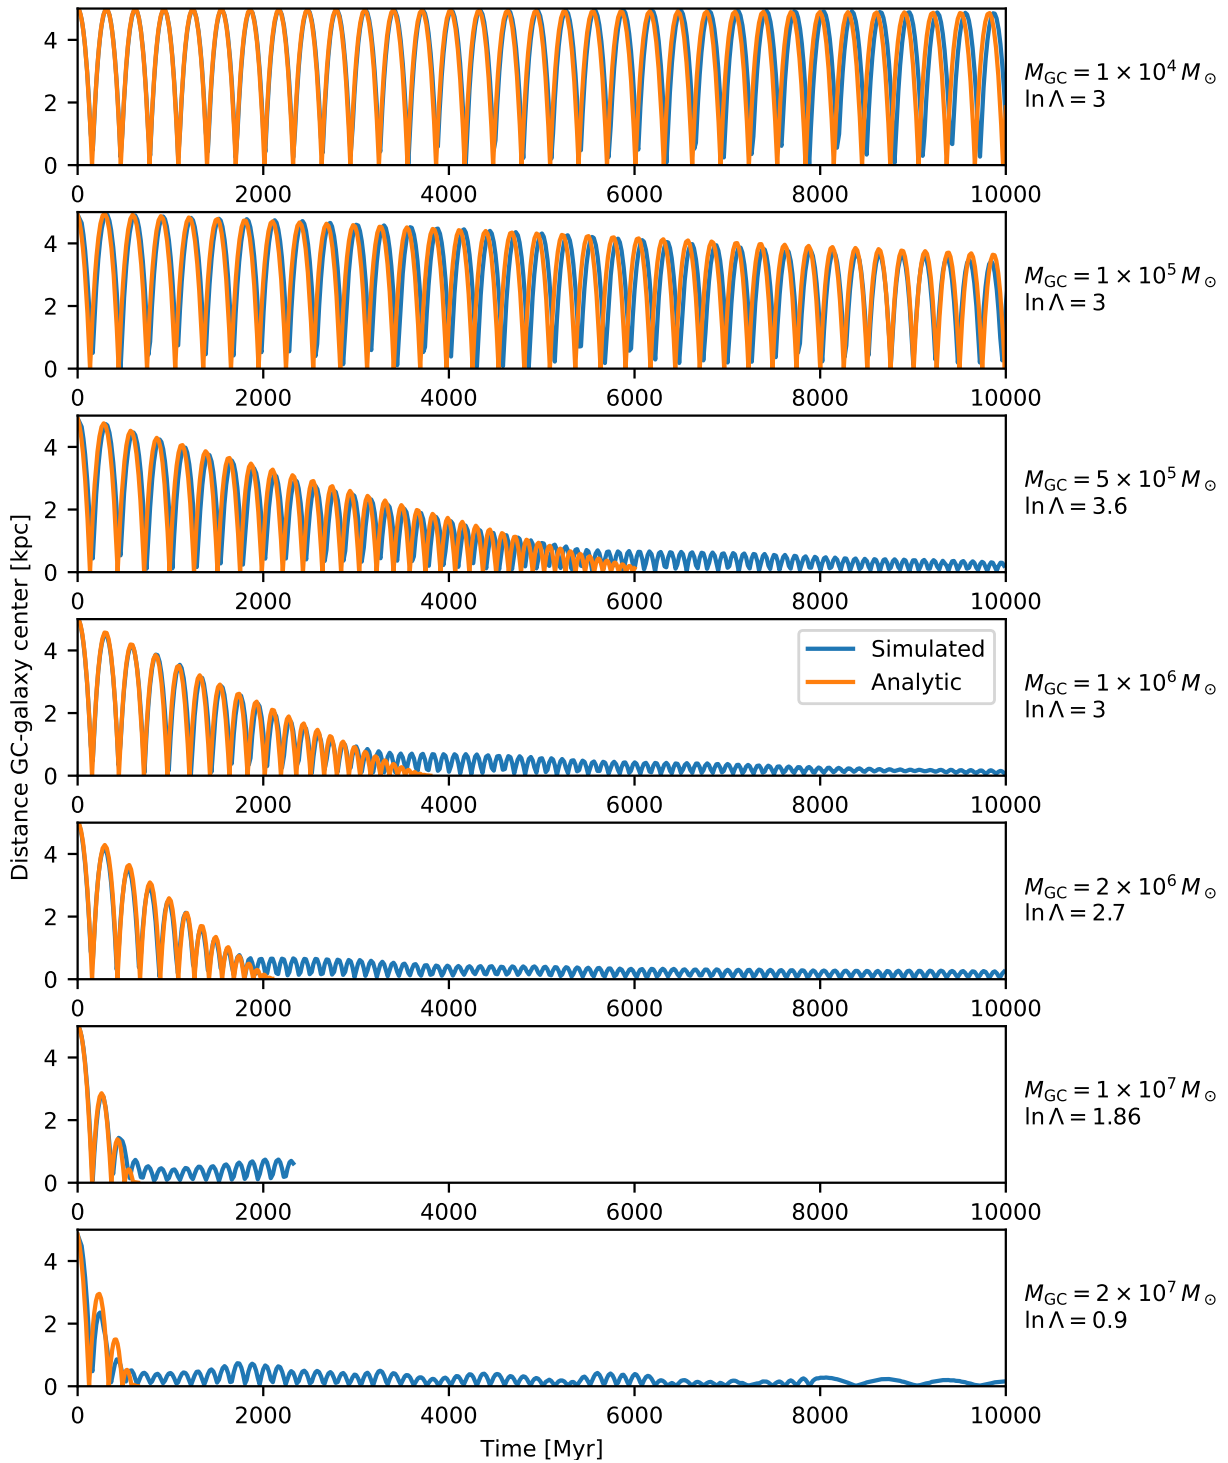 4
2
0
0 2000 4000 6000 8000 10000
M_GC = 1 × 10^4 M_⊙
ln Λ = 3
4
2
0
0 2000 4000 6000 8000 10000
M_GC = 1 × 10^5 M_⊙
ln Λ = 3
4
2
0
0 2000 4000 6000 8000 10000
M_GC = 5 × 10^5 M_⊙
ln Λ = 3.6
Distance GC-galaxy center [kpc]
4
2
0
0 2000 4000 6000 8000 10000
Simulated
Analytic
M_GC = 1 × 10^6 M_⊙
ln Λ = 3
4
2
0
0 2000 4000 6000 8000 10000
M_GC = 2 × 10^6 M_⊙
ln Λ = 2.7
4
2
0
0 2000 4000 6000 8000 10000
M_GC = 1 × 10^7 M_⊙
ln Λ = 1.86
4
2
0
0 2000 4000 6000 8000 10000
M_GC = 2 × 10^7 M_⊙
ln Λ = 0.9
Time [Myr]